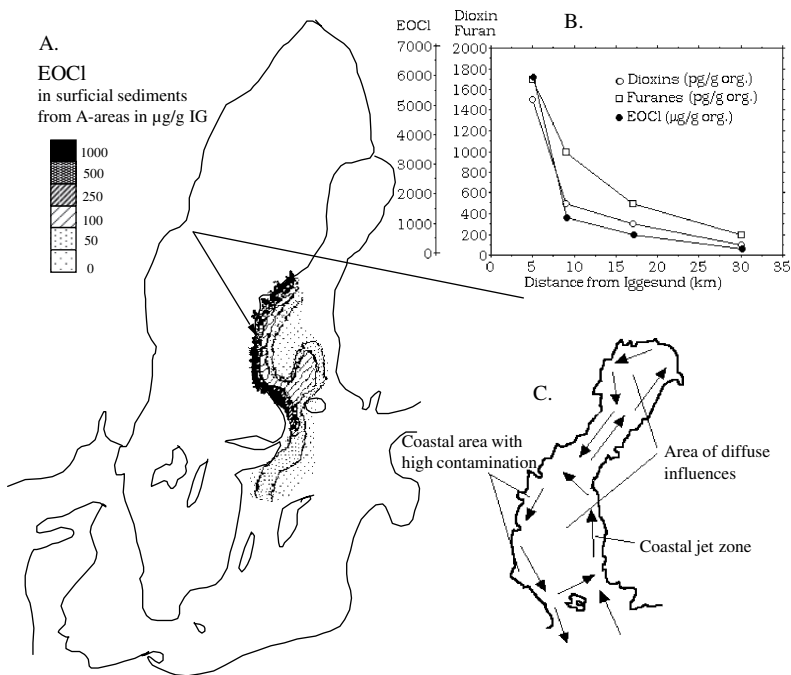 A.
EOCl
in surficial sediments
from A-areas in µg/g IG
1000
500
250
100
50
0
B.
EOCl
Dioxin
Furan
7000
6000
5000
4000
3000
2000
1000
0
2000
1800
1600
1400
1200
1000
800
600
400
200
0
Dioxins (pg/g org.)
Furanes (pg/g org.)
EOCl (µg/g org.)
0 5 10 15 20 25 30 35
Distance from Iggesund (km)
C.
Coastal area with
high contamination
Area of diffuse
influences
Coastal jet zone